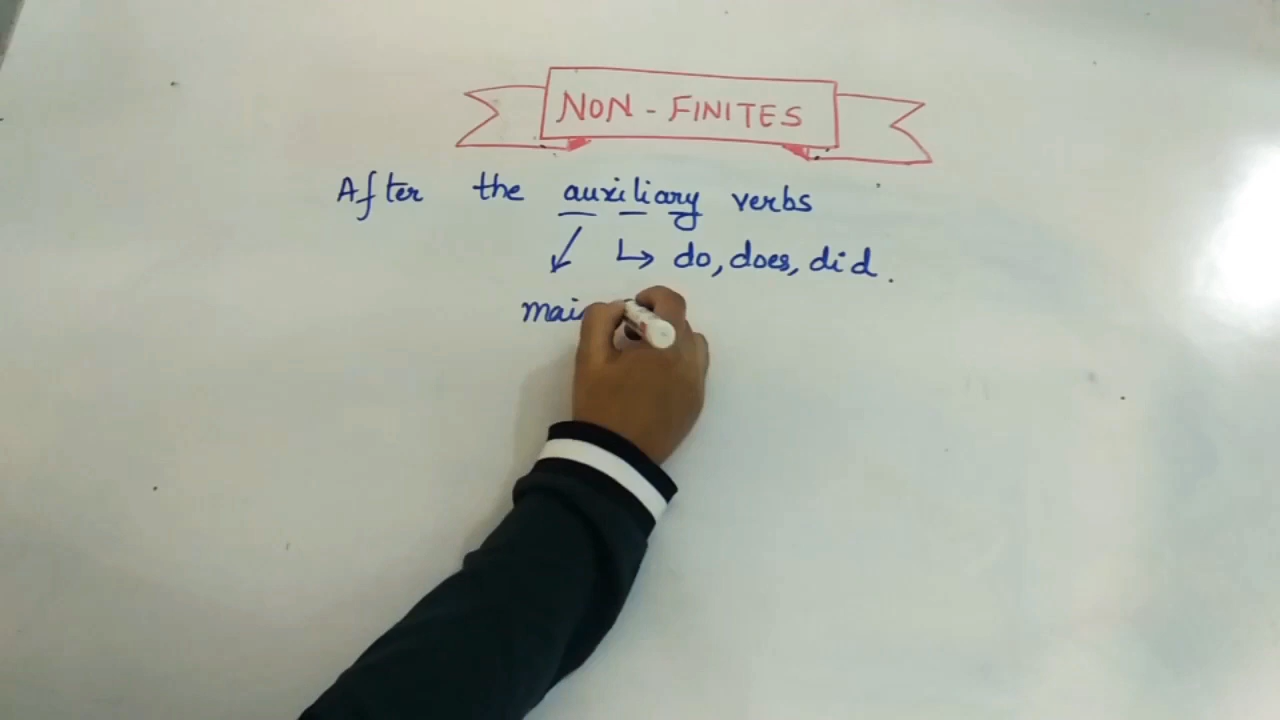 NON - FINITES
After the auxiliary verbs
↳ do, does, did.